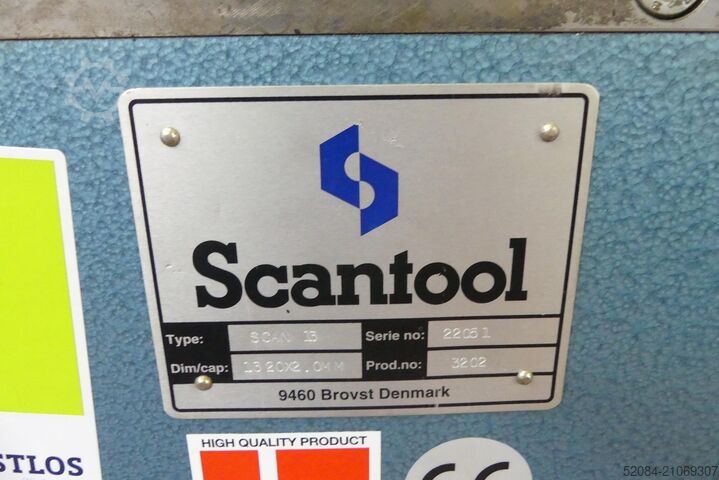 Scantool
Type: SCAN 13 Serie no: 22051
Dim/cap: 1320X2.0MM Prod.no: 3202
9460 Brovst Denmark
HIGH QUALITY PRODUCT
STLOS
CE
52084-21069307